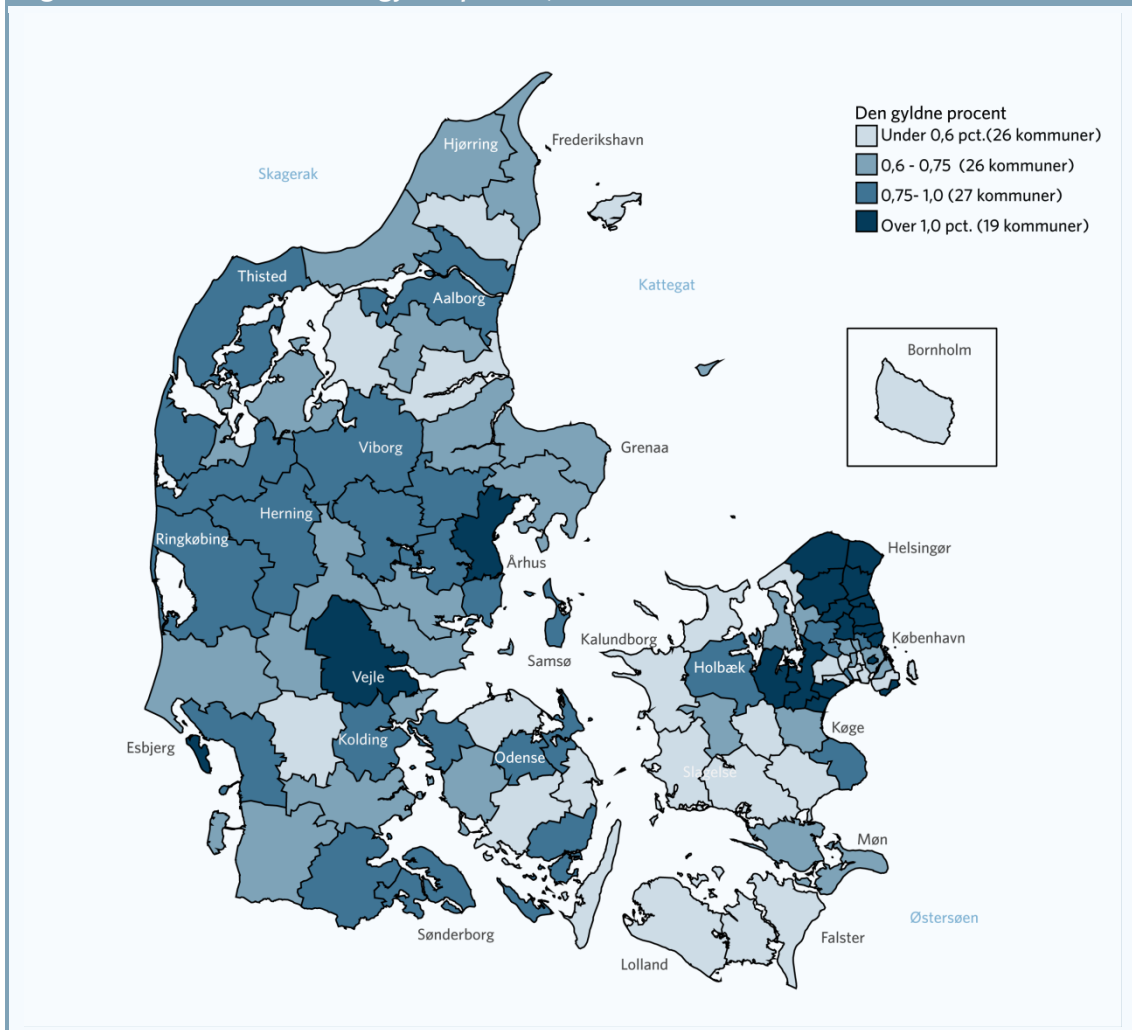 Den gyldne procent
Under 0,6 pct.(26 kommuner)
0,6 - 0,75 (26 kommuner)
0,75- 1,0 (27 kommuner)
Over 1,0 pct. (19 kommuner)
Hjørring
Frederikshavn
Skagerak
Thisted
Aalborg
Kattegat
Bornholm
Viborg
Grenaa
Herning
Ringkøbing
Århus
Helsingør
Kalundborg
København
Samsø
Holbæk
Vejle
Køge
Esbjerg
Kolding
Odense
Slagelse
Møn
Østersøen
Sønderborg
Falster
Lolland